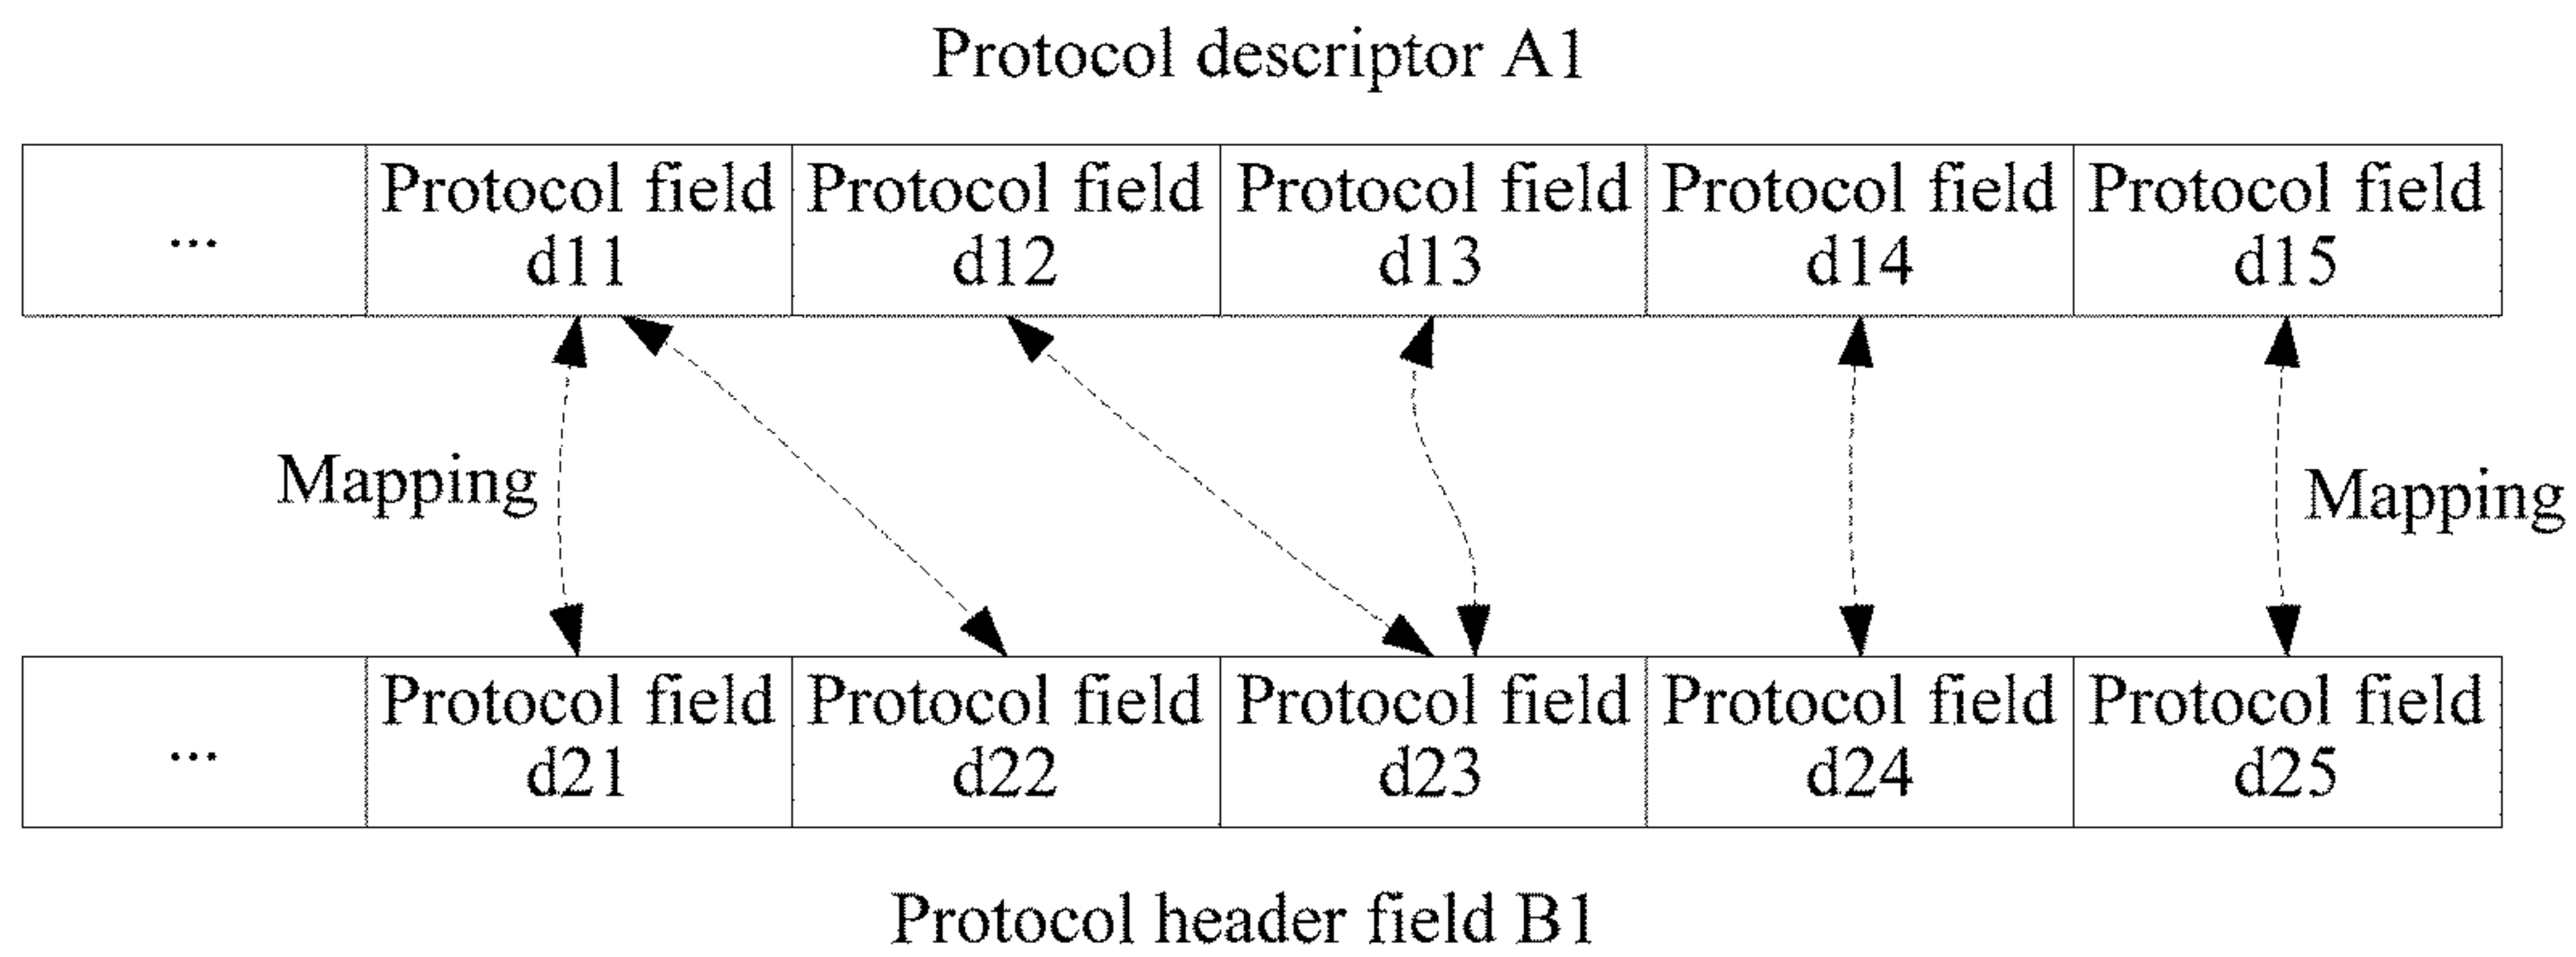 Protocol descriptor A1
...
Protocol field
d11
Protocol field
d12
Protocol field
d13
Protocol field
d14
Protocol field
d15
Mapping
Mapping
...
Protocol field
d21
Protocol field
d22
Protocol field
d23
Protocol field
d24
Protocol field
d25
Protocol header field B1